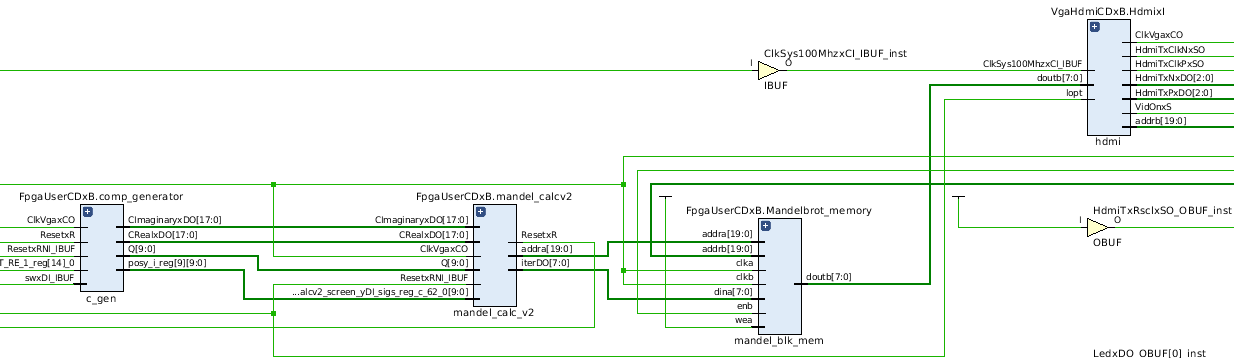 VgaHdmiCDxB.HdmixI
ClkVgaxCO
HdmiTxClkNxSO
ClkSys100MhzxCI_IBUF_inst
I
O
IBUF
ClkSys100MhzxCI_IBUF
HdmiTxClkPxSO
doutb[7:0]
HdmiTxNxDO[2:0]
lopt
HdmiTxPxDO[2:0]
VidOnxS
addrb[19:0]
hdmi
FpgaUserCDxB.comp_generator
ClkVgaxCO
CImaginaryxDO[17:0]
ResetxR
CRealxDO[17:0]
ResetxRNI_IBUF
Q[9:0]
T_RE_1_reg[14]_0
posy_i_reg[9][9:0]
swxDI_IBUF
c_gen
FpgaUserCDxB.mandel_calcv2
CImaginaryxDO[17:0]
CRealxDO[17:0]
ResetxR
ClkVgaxCO
addra[19:0]
Q[9:0]
iterDO[7:0]
ResetxRNI_IBUF
...alcv2_screen_yDI_sigs_reg_c_62_0[9:0]
mandel_calc_v2
FpgaUserCDxB.Mandelbrot_memory
addra[19:0]
addrb[19:0]
clka
clkb
doutb[7:0]
dina[7:0]
enb
wea
mandel_blk_mem
HdmiTxRsclxSO_OBUF_inst
I
O
OBUF
LedxDO_OBUF[0]_inst